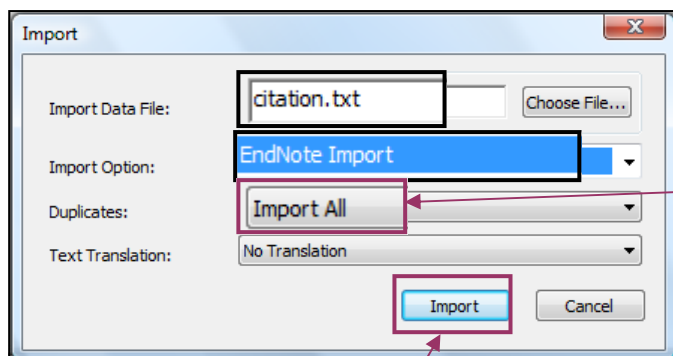 Import
Import Data File: citation.txt Choose File...
Import Option: EndNote Import
Duplicates: Import All
Text Translation: No Translation
Import Cancel